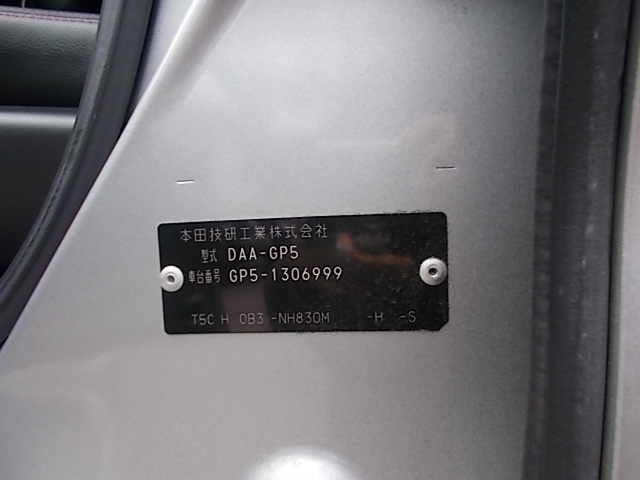 本田技研工業株式会社
型式 DAA-GP5
車台番号 GP5-1306999
T5C H 0B3 -NH830M -H -S